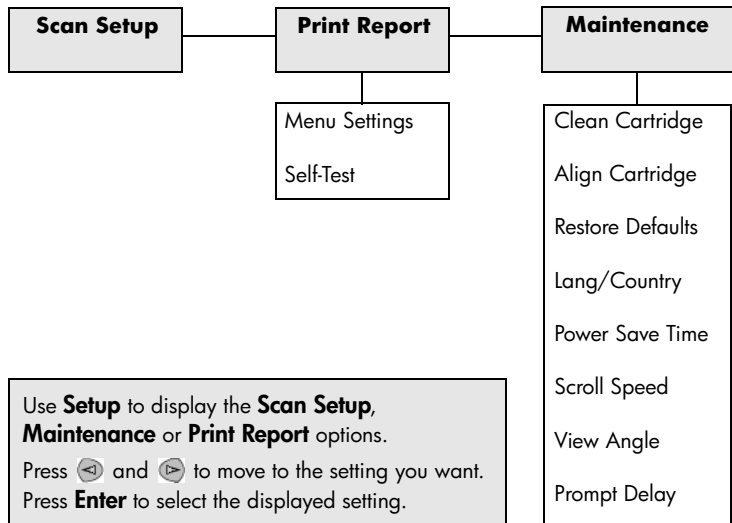 Scan Setup
Print Report
Maintenance
Menu Settings
Self-Test
Clean Cartridge
Align Cartridge
Restore Defaults
Lang/Country
Power Save Time
Scroll Speed
View Angle
Prompt Delay
Use Setup to display the Scan Setup,
Maintenance or Print Report options.
Press and to move to the setting you want.
Press Enter to select the displayed setting.